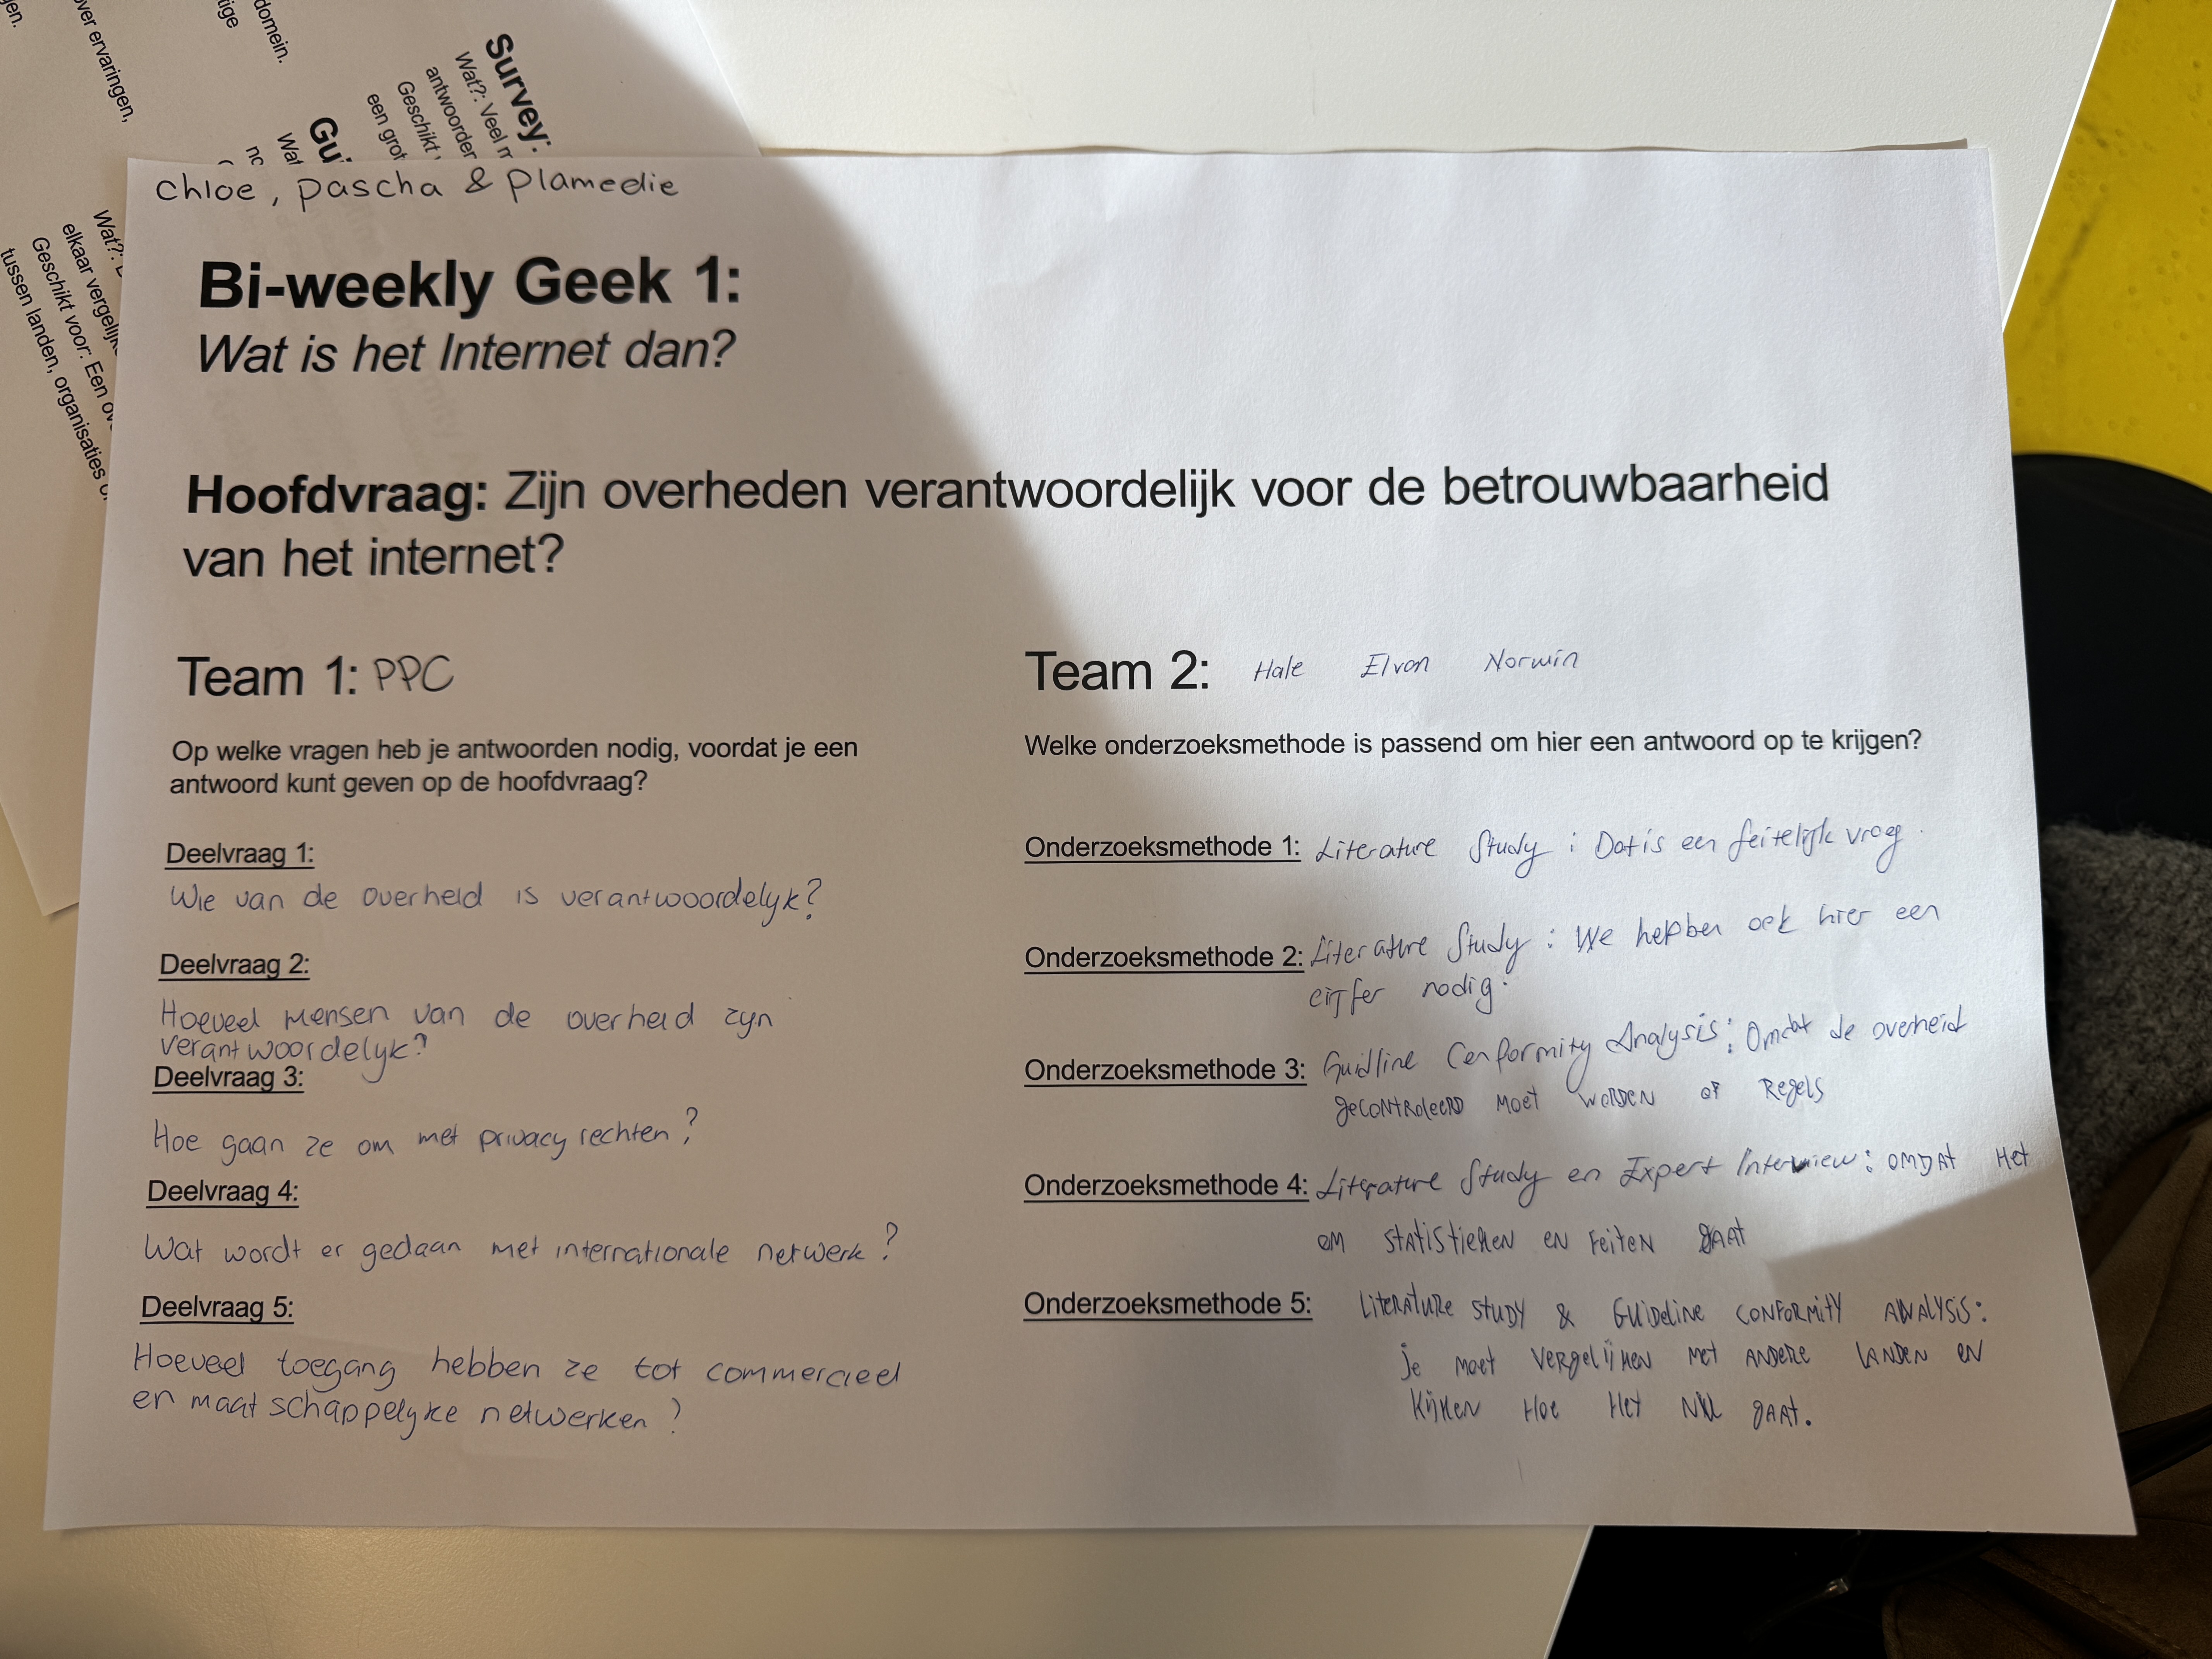 gen.
ver ervaringen,
tige
domein.
Survey:
Wat?: Veel
antwoorden
Geschikt
een
Gui
Wat
Wat?:
elkaar
Geschikt voor: Een
tussen landen, organisaties
chloe, pascha & plamedie
Bi-weekly Geek 1:
Wat is het Internet dan?
Hoofdvraag: Zijn overheden verantwoordelijk voor de betrouwbaarheid
van het internet?
Team 1: PPC
Op welke vragen heb je antwoorden nodig, voordat je een
antwoord kunt geven op de hoofdvraag?
Deelvraag 1:
Wie van de overheid is verantwoordelyk?
Deelvraag 2:
Hoeveel mensen van de overheid zyn
verantwoordelyk?
Deelvraag 3:
Hoe gaan ze om met privacy rechten?
Deelvraag 4:
Wat wordt er gedaan met internationale netwerk?
Deelvraag 5:
Hoeveel toegang hebben ze tot commercieel
en maatschappelyke netwerken?
Team 2: Hale Elvan Norwin
Welke onderzoeksmethode is passend om hier een antwoord op te krijgen?
Onderzoeksmethode 1: Literature Study : Dat is een feitelijk vraag.
Onderzoeksmethode 2: Literature Study : We hebben ook hier een
cijfer nodig.
Onderzoeksmethode 3: Guidline Conformity Analysis: Omdat de overheid
gecontroleerd moet worden op Regels
Onderzoeksmethode 4: Literature Study en Expert Interview: OMDAT Het
om statistieken en feiten gaat
Onderzoeksmethode 5: Literature study & Guideline conformity analysis:
je moet vergelijken met andere landen en
kijken Hoe Het NU gaat.